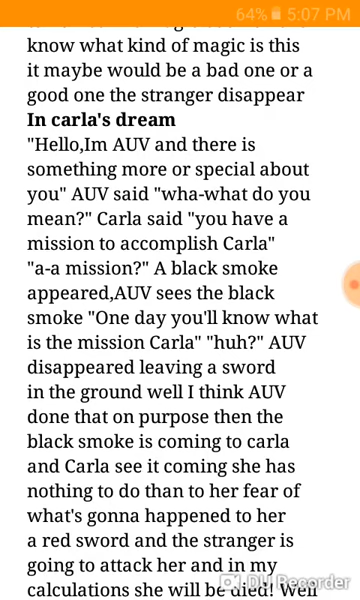 64% 5:07 PM
know what kind of magic is this
it maybe would be a bad one or a
good one the stranger disappear
In carla's dream
"Hello,Im AUV and there is
something more or special about
you" AUV said "wha-what do you
mean?" Carla said "you have a
mission to accomplish Carla"
"a-a mission?" A black smoke
appeared,AUV sees the black
smoke "One day you'll know what
is the mission Carla" "huh?" AUV
disappeared leaving a sword
in the ground well I think AUV
done that on purpose then the
black smoke is coming to carla
and Carla see it coming she has
nothing to do than to her fear of
what's gonna happened to her
a red sword and the stranger is
going to attack her and in my
calculations she will be died! Well
DU Recorder